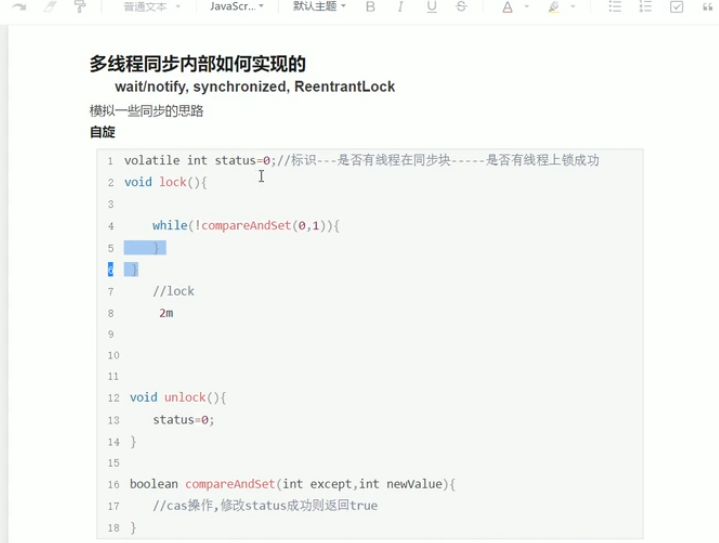 普通文本 JavaScr... 默认主题 B I U S A
多线程同步内部如何实现的
wait/notify, synchronized, ReentrantLock
模拟一些同步的思路
自旋
1 volatile int status=0;//标识---是否有线程在同步块-----是否有线程上锁成功
2 void lock(){
3
4 while(!compareAndSet(0,1)){
5 }
6 }
7 //lock
8 2m
9
10
11
12 void unlock(){
13 status=0;
14 }
15
16 boolean compareAndSet(int except,int newValue){
17 //cas操作,修改status成功则返回true
18 }